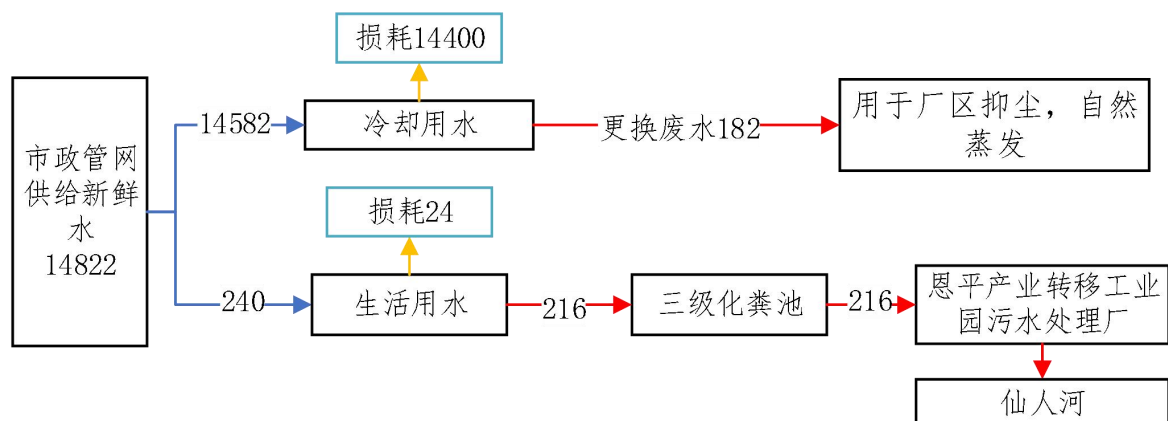 损耗14400
14582
冷却用水
更换废水182
用于厂区抑尘，自然
蒸发
市政管网
供给新鲜
水
14822
损耗24
240
生活用水
216
三级化粪池
216
恩平产业转移工业
园污水处理厂
仙人河